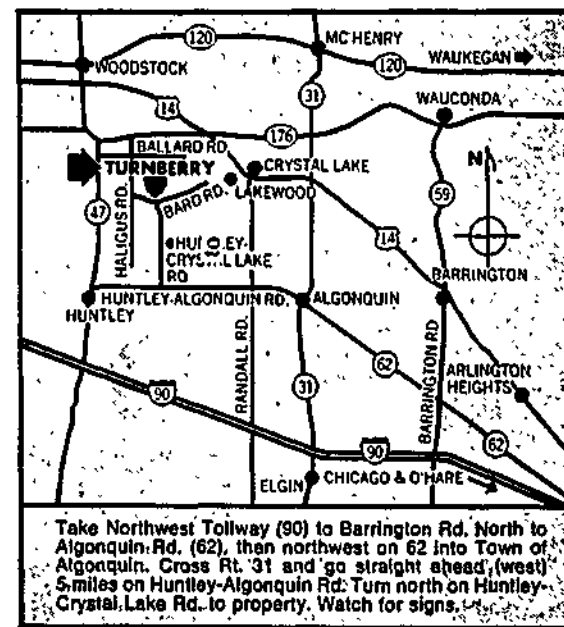 120
MC HENRY
WAUKEGAN
WOODSTOCK
120
14
31
WAUCONDA
176
BALLARD RD
TURNBERRY
CRYSTAL LAKE
N
BARD RD.
LAKEWOOD
47
HALIGUS RD.
59
HUNTLEY-
CRYSTAL LAKE
RD
14
BARRINGTON
HUNTLEY-ALGONQUIN RD.
ALGONQUIN
HUNTLEY
RANDALL RD.
BARRINGTON RD
ARLINGTON
HEIGHTS
62
31
90
62
90
ELGIN
CHICAGO & O'HARE
Take Northwest Tollway (90) to Barrington Rd. North to
Algonquin Rd. (62), then northwest on 62 into Town of
Algonquin. Cross Rt. 31 and go straight ahead (west)
5 miles on Huntley-Algonquin Rd. Turn north on Huntley-
Crystal Lake Rd. to property. Watch for signs.